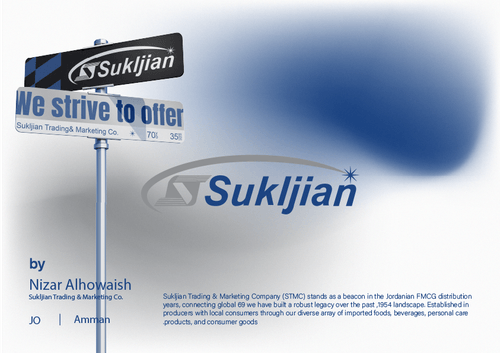 Sukljian
We strive to offer
Sukljian Trading& Marketing Co.
Sukljian
by
Nizar Alhowaish
Sukljian Trading & Marketing Co.
JO | Amman
Sukljian Trading & Marketing Company (STMC) stands as a beacon in the Jordanian FMCG distribution
years, connecting global 69 we have built a robust legacy over the past ,1954 landscape. Established in
producers with local consumers through our diverse array of imported foods, beverages, personal care
.products, and consumer goods